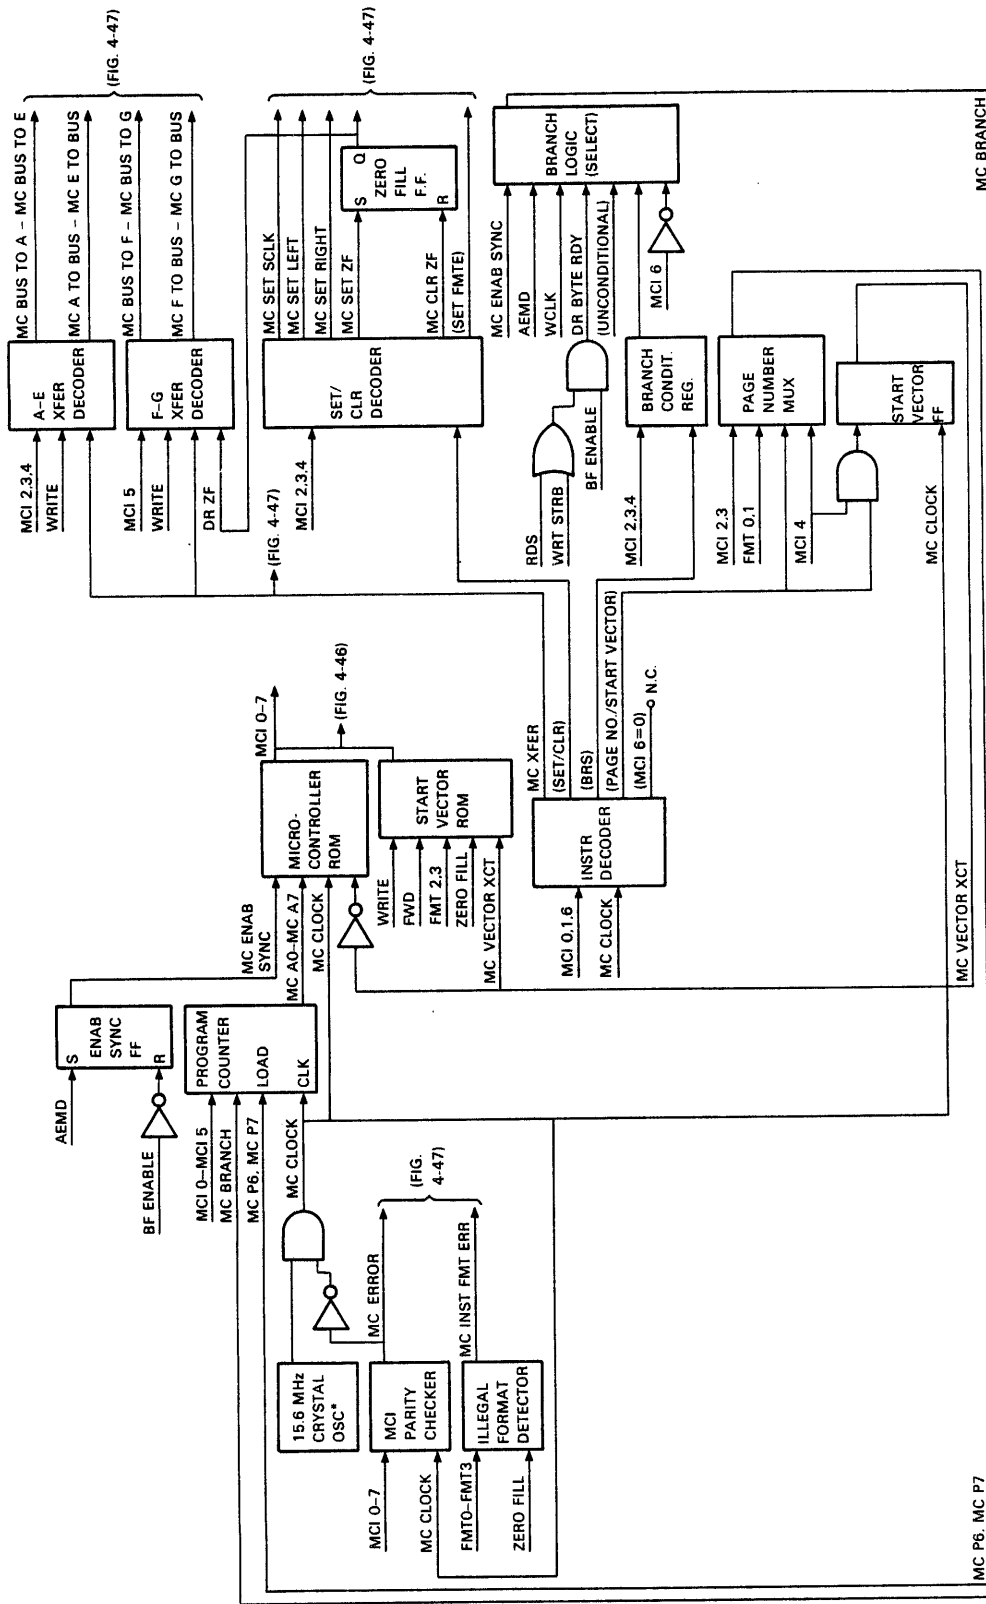 15.6 MHz
CRYSTAL
OSC*
MCI
PARITY
CHECKER
ILLEGAL
FORMAT
DETECTOR
MCI 0–7
MC CLOCK
FMT0–FMT3
ZERO FILL
MC ERROR
MC INST FMT ERR
(FIG.
4-47)
AEMD
BF ENABLE
S
ENAB
SYNC
FF
R
MCI 0–MCI 5
MC BRANCH
MC P6, MC P7
MC CLOCK
PROGRAM
COUNTER
LOAD
CLK
MC ENAB
SYNC
MC A0–MC A7
MC CLOCK
MICRO-
CONTROLLER
ROM
MCI 0–7
(FIG. 4-46)
WRITE
FWD
FMT 2,3
ZERO FILL
MC VECTOR XCT
START
VECTOR
ROM
MCI 0,1,6
MC CLOCK
INSTR
DECODER
MC XFER
(SET/CLR)
(BRS)
(PAGE NO./START VECTOR)
(MCI 6=0)
N.C.
MCI 2,3,4
WRITE
A–E
XFER
DECODER
MC BUS TO A – MC BUS TO E
MC A TO BUS – MC E TO BUS
MCI 5
WRITE
DR ZF
F–G
XFER
DECODER
MC BUS TO F – MC BUS TO G
MC F TO BUS – MC G TO BUS
(FIG. 4-47)
(FIG. 4-47)
MCI 2,3,4
SET/
CLR
DECODER
MC SET SCLK
MC SET LEFT
MC SET RIGHT
MC SET ZF
MC CLR ZF
(SET FMTE)
S Q
ZERO
FILL
F.F.
R
(FIG. 4-47)
RDS
WRT STRB
BF ENABLE
MC ENAB SYNC
AEMD
WCLK
DR BYTE RDY
(UNCONDITIONAL)
MCI 6
BRANCH
LOGIC
(SELECT)
MCI 2,3,4
BRANCH
CONDIT.
REG.
MCI 2,3
FMT 0,1
MCI 4
PAGE
NUMBER
MUX
MC CLOCK
START
VECTOR
FF
MC VECTOR XCT
MC BRANCH
MC P6, MC P7